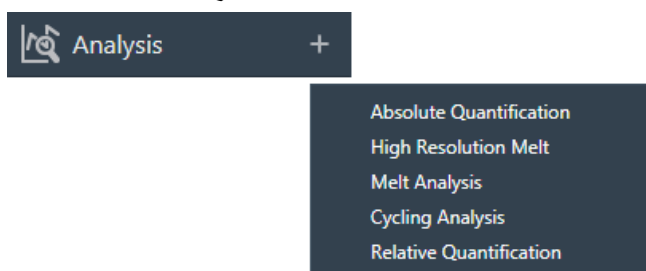 Analysis +
Absolute Quantification
High Resolution Melt
Melt Analysis
Cycling Analysis
Relative Quantification